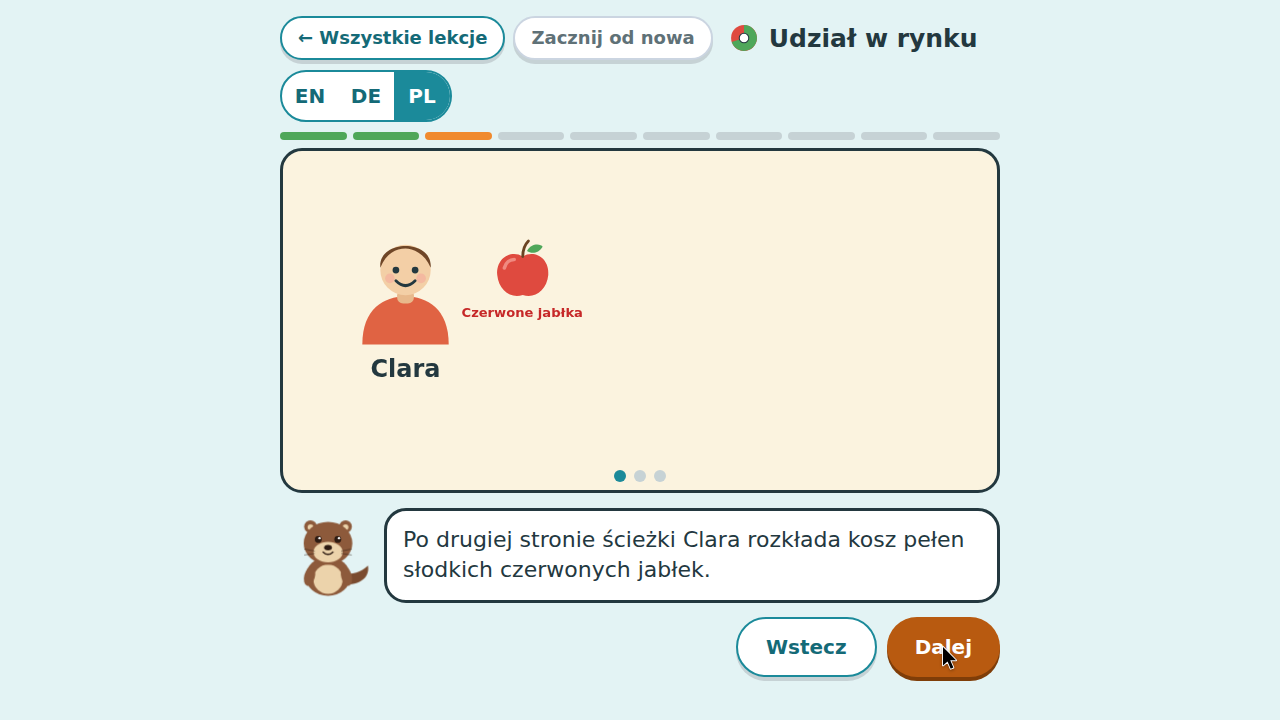 ← Wszystkie lekcje
Zacznij od nowa
Udział w rynku
EN DE PL
Czerwone jabłka
Clara
Po drugiej stronie ścieżki Clara rozkłada kosz pełen
słodkich czerwonych jabłek.
Wstecz
Dalej